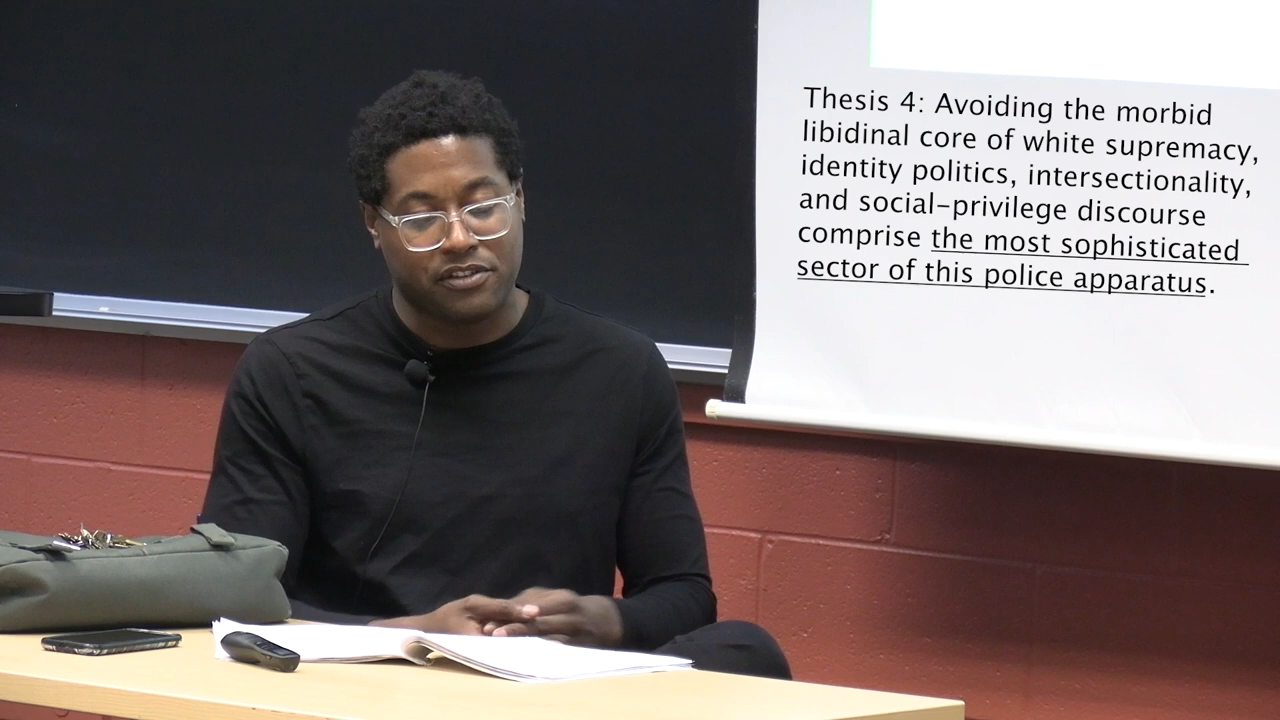 Thesis 4: Avoiding the morbid
libidinal core of white supremacy,
identity politics, intersectionality,
and social-privilege discourse
comprise the most sophisticated
sector of this police apparatus.